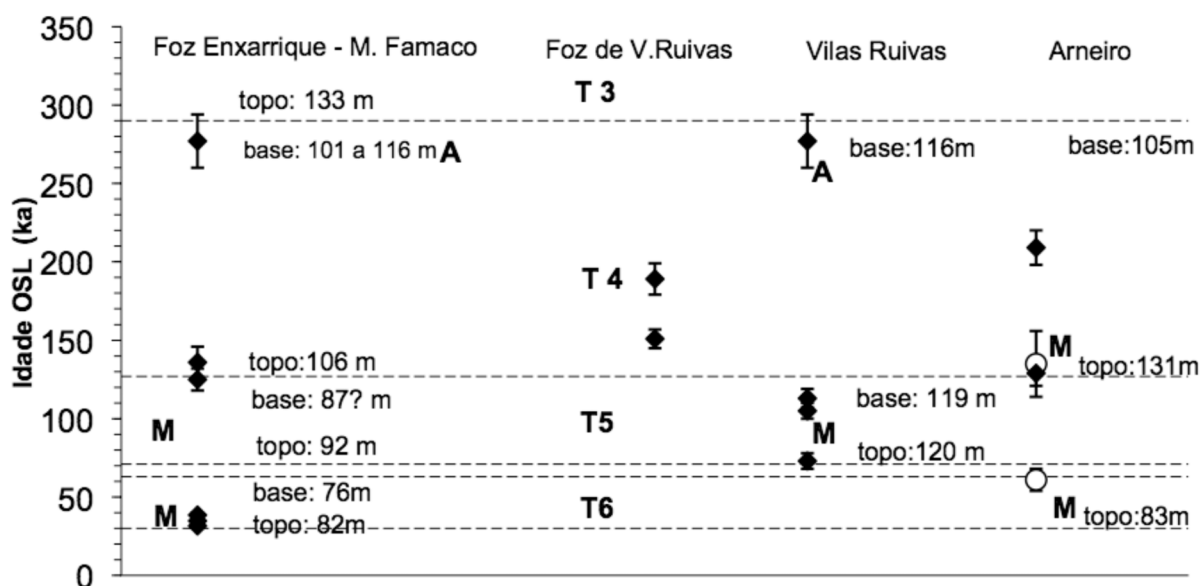 350
Foz Enxarrique - M. Famaco
Foz de V.Ruivas
Vilas Ruivas
Arneiro
T 3
300
topo: 133 m
base: 101 a 116 m A
base:116m
base:105m
A
250
Idade OSL (ka)
200
T 4
150
M
topo:106 m
topo:131m
base: 87? m
base: 119 m
100
M
T5
M
topo: 92 m
topo:120 m
50
base: 76m
M
T6
M
topo: 82m
topo:83m
0